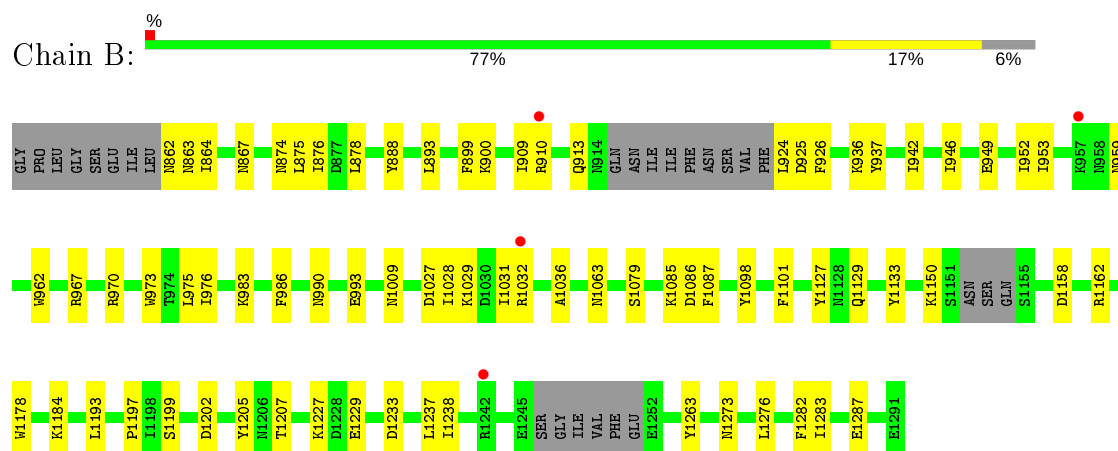 %
Chain B:
77% 17% 6%
GLY PRO LEU GLY SER GLU ILE LEU N862 N863 I864 N867 N874 L875 I876 D877 L878 Y888 L893 F899 K900 I909 R910 Q913 N914 GLN ASN ILE ILE PHE ASN SER VAL PHE L924 D925 F926 K936 Y937 I942 I946 E949 I952 I953 K957 N958 N959
W962 R967 R970 W973 T974 L975 I976 K983 F986 N990 E993 N1009 D1027 I1028 K1029 D1030 I1031 R1032 A1036 N1063 S1079 K1085 D1086 F1087 Y1098 F1101 Y1127 N1128 Q1129 Y1133 K1150 S1151 ASN SER GLN S1155 D1158 R1162
W1178 K1184 L1193 P1197 I1198 S1199 D1202 Y1205 N1206 T1207 K1227 D1228 E1229 D1233 L1237 I1238 R1242 E1245 SER GLY ILE VAL PHE GLU E1252 Y1263 N1273 L1276 F1282 I1283 E1287 E1291